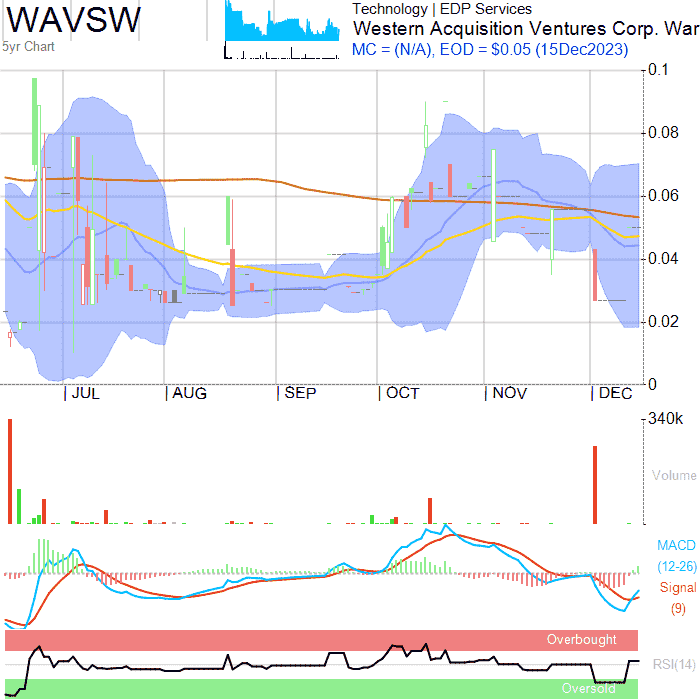 WAVSW
5yr Chart
Technology | EDP Services
Western Acquisition Ventures Corp. War
MC = (N/A), EOD = $0.05 (15Dec2023)
0.1
0.08
0.06
0.04
0.02
0
JUL AUG SEP OCT NOV DEC
340k
Volume
MACD
(12-26)
Signal
(9)
Overbought
RSI(14)
Oversold